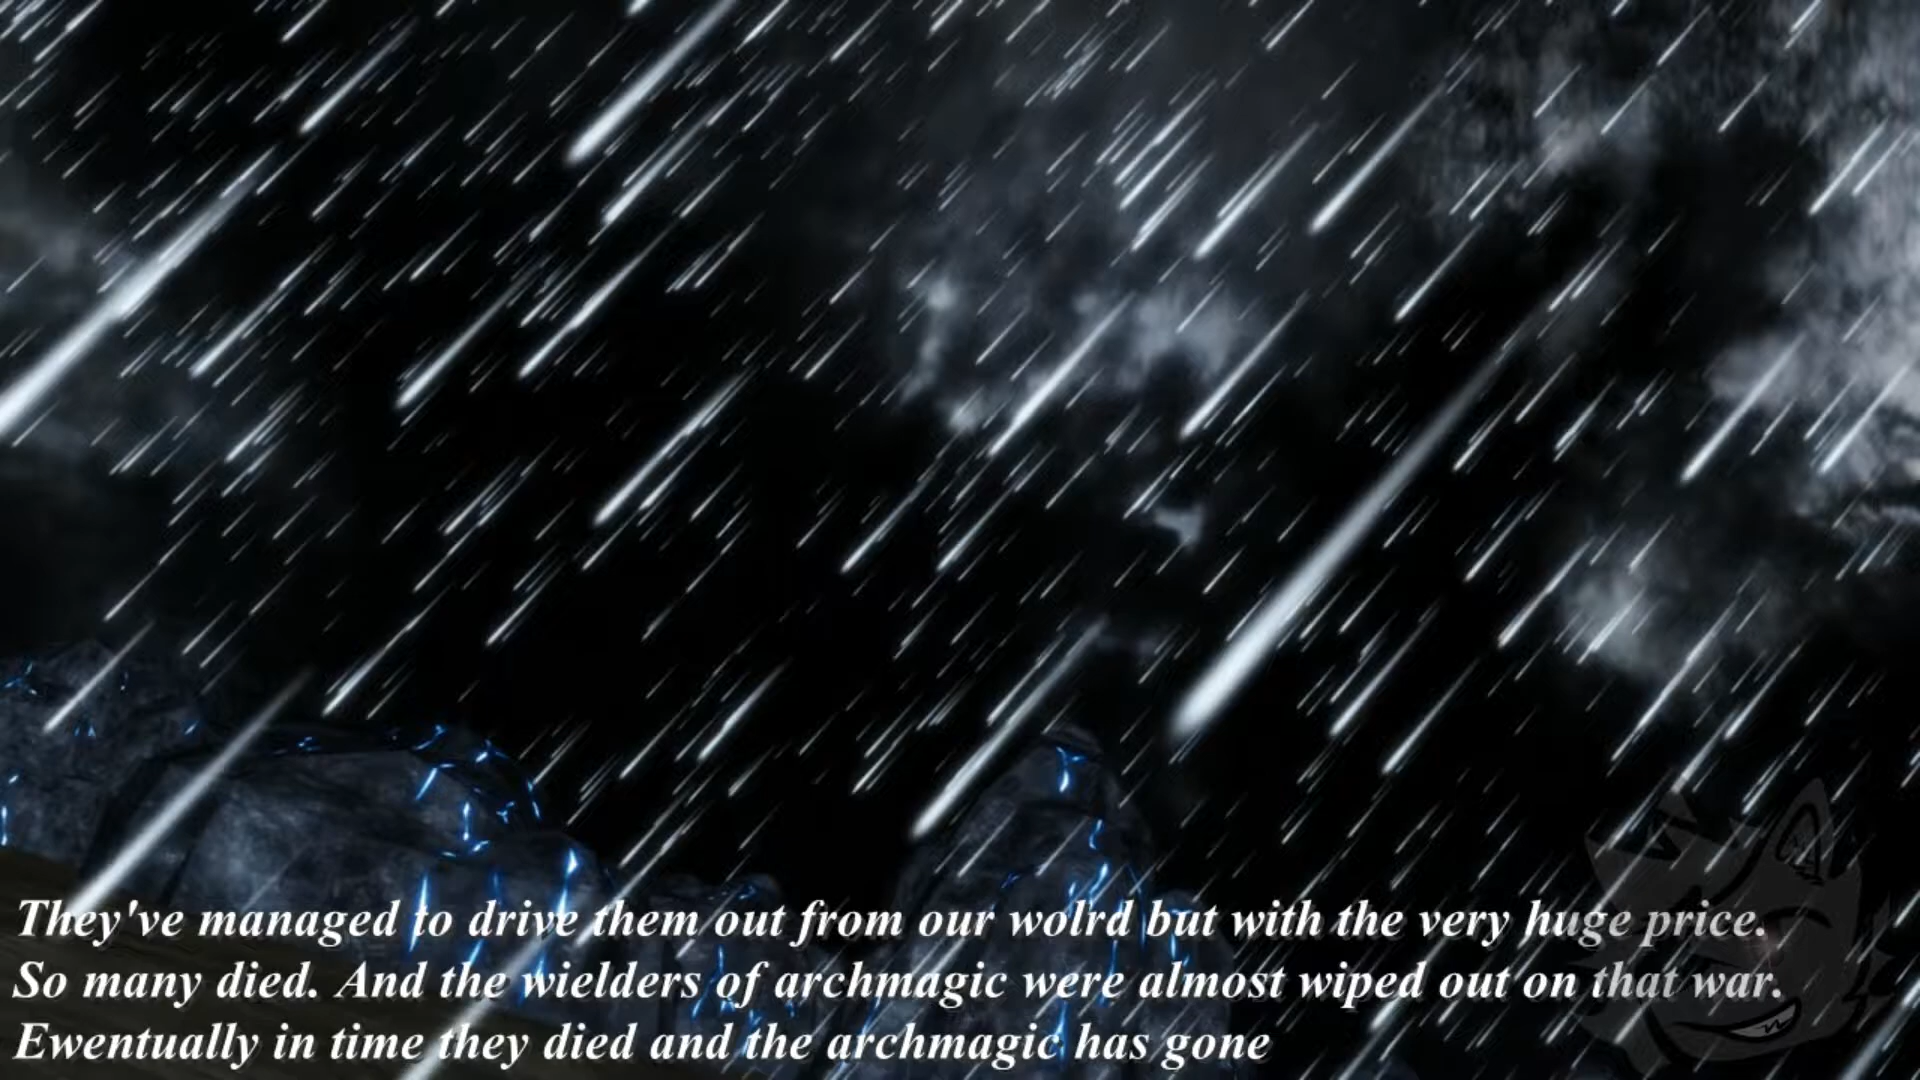 They've managed to drive them out from our wolrd but with the very huge price.
So many died. And the wielders of archmagic were almost wiped out on that war.
Ewentually in time they died and the archmagic has gone